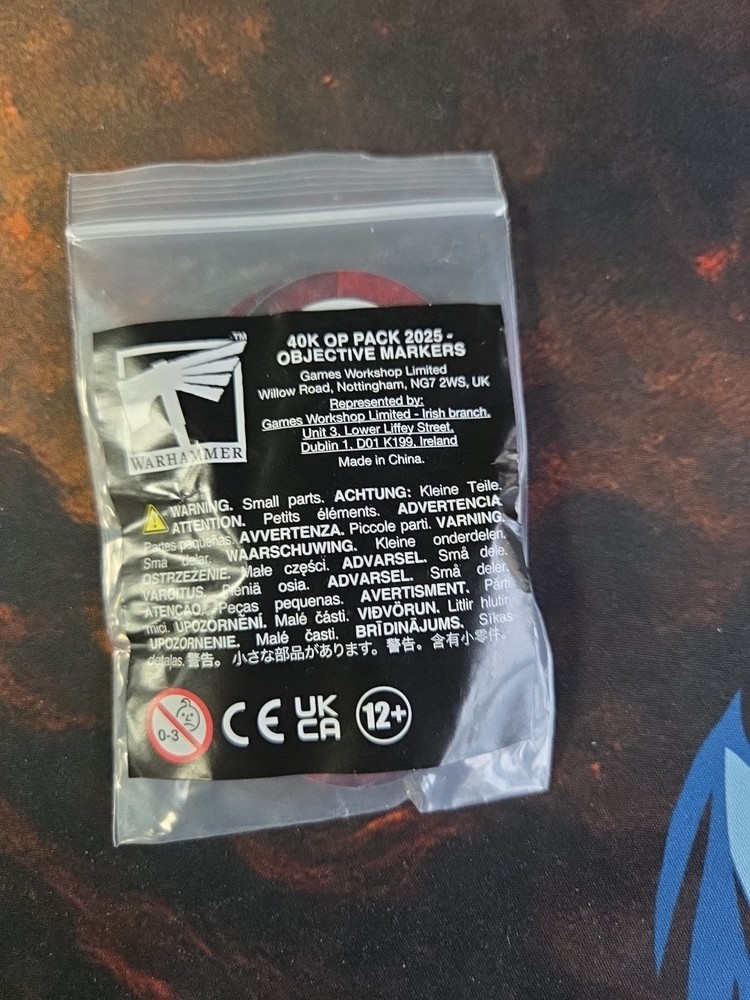 TM
WARHAMMER
40K OP PACK 2025 -
OBJECTIVE MARKERS
Games Workshop Limited
Willow Road, Nottingham, NG7 2WS, UK
Represented by:
Games Workshop Limited - Irish branch,
Unit 3, Lower Liffey Street,
Dublin 1, D01 K199, Ireland
Made in China.
WARNING. Small parts. ACHTUNG: Kleine Teile.
ATTENTION. Petits éléments. ADVERTENCIA.
Partes pequeñas. AVVERTENZA. Piccole parti. VARNING.
Små delar. WAARSCHUWING. Kleine onderdelen.
OSTRZEŻENIE. Małe części. ADVARSEL. Små dele.
VAROITUS. Pieniä osia. ADVARSEL. Små deler.
ATENÇÃO. Peças pequenas. AVERTISMENT. Părți
mici. UPOZORNĚNÍ. Malé části. VIÐVÖRUN. Litlir hlutir.
UPOZORNENIE. Malé časti. BRĪDINĀJUMS. Sīkas
detaļas. 警告。 小さな部品があります。 警告。 含有小零件。
0-3
CE
UK
CA
12+